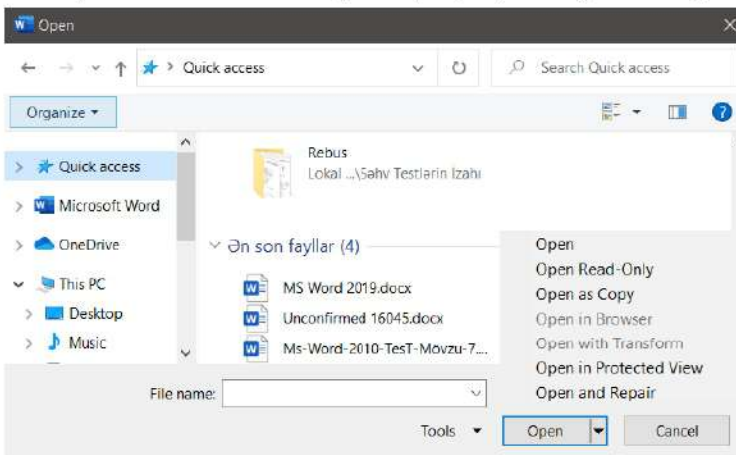 Open
Quick access
Search Quick access
Organize
Quick access
Microsoft Word
OneDrive
This PC
Desktop
Music
Rebus
Lokal ...\Səhv Testlərin İzahı
Ən son fayllar (4)
MS Word 2019.docx
Unconfirmed 16045.docx
Ms-Word-2010-TesT-Mövzu-7....
Open
Open Read-Only
Open as Copy
Open in Browser
Open with Transform
Open in Protected View
Open and Repair
File name:
Tools
Open
Cancel